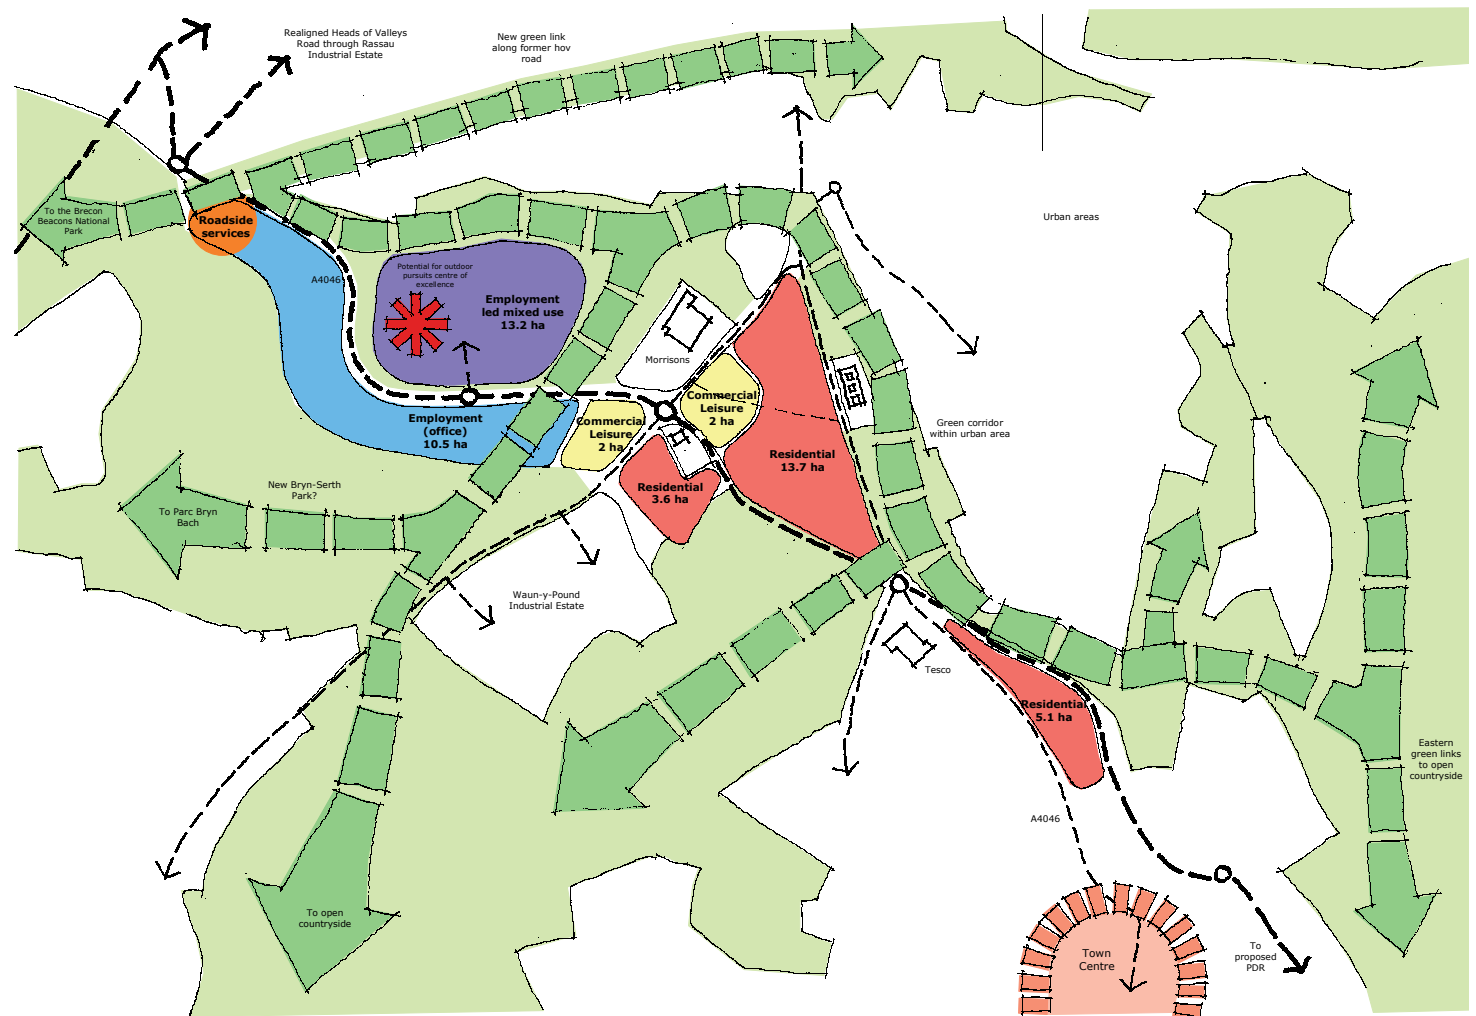 Realigned Heads of Valleys
Road through Rassau
Industrial Estate
New green link
along former hov
road
To the Brecon
Beacons National
Park
Roadside
services
Urban areas
A4046
Potential for outdoor
pursuits centre of
excellence
Employment
led mixed use
13.2 ha
Morrisons
Commercial
Leisure
2 ha
Employment
(office)
10.5 ha
Commercial
Leisure
2 ha
Green corridor
within urban area
Residential
13.7 ha
Residential
3.6 ha
New Bryn-Serth
Park?
To Parc Bryn
Bach
Waun-y-Pound
Industrial Estate
Tesco
Residential
5.1 ha
Eastern
green links
to open
countryside
A4046
To open
countryside
Town
Centre
To
proposed
PDR